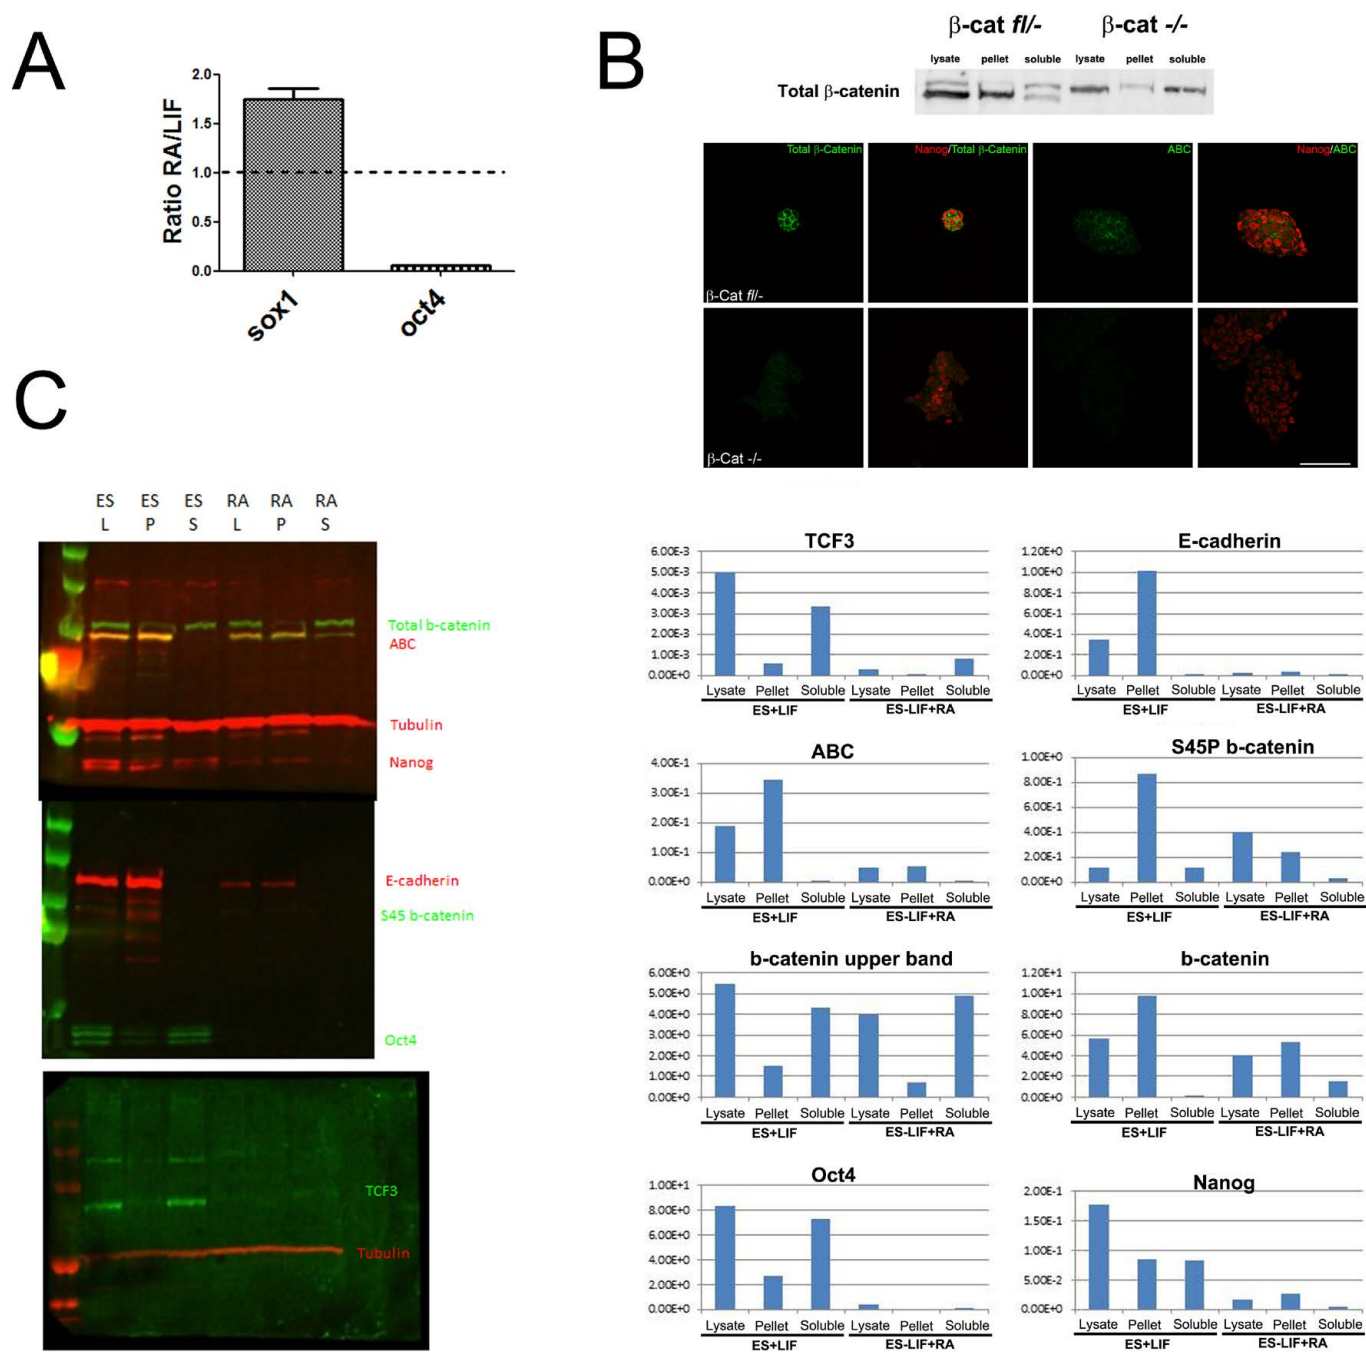 A
2.0
1.5
1.0
0.5
0.0
Ratio RA/LIF
sox1
oct4
B
β-cat fl/- β-cat -/-
lysate pellet soluble lysate pellet soluble
Total β-catenin
Total β-Catenin
Nanog/Total β-Catenin
ABC
Nanog/ABC
β-Cat fl/-
β-Cat -/-
C
ES ES ES RA RA RA
L P S L P S
Total b-catenin
ABC
Tubulin
Nanog
E-cadherin
S45 b-catenin
Oct4
TCF3
Tubulin
TCF3
6.00E-3
5.00E-3
4.00E-3
3.00E-3
2.00E-3
1.00E-3
0.00E+0
Lysate Pellet Soluble Lysate Pellet Soluble
ES+LIF ES-LIF+RA
E-cadherin
1.20E+0
1.00E+0
8.00E-1
6.00E-1
4.00E-1
2.00E-1
0.00E+0
Lysate Pellet Soluble Lysate Pellet Soluble
ES+LIF ES-LIF+RA
ABC
4.00E-1
3.00E-1
2.00E-1
1.00E-1
0.00E+0
Lysate Pellet Soluble Lysate Pellet Soluble
ES+LIF ES-LIF+RA
S45P b-catenin
1.00E+0
8.00E-1
6.00E-1
4.00E-1
2.00E-1
0.00E+0
Lysate Pellet Soluble Lysate Pellet Soluble
ES+LIF ES-LIF+RA
b-catenin upper band
6.00E+0
5.00E+0
4.00E+0
3.00E+0
2.00E+0
1.00E+0
0.00E+0
Lysate Pellet Soluble Lysate Pellet Soluble
ES+LIF ES-LIF+RA
b-catenin
1.20E+1
1.00E+1
8.00E+0
6.00E+0
4.00E+0
2.00E+0
0.00E+0
Lysate Pellet Soluble Lysate Pellet Soluble
ES+LIF ES-LIF+RA
Oct4
1.00E+1
8.00E+0
6.00E+0
4.00E+0
2.00E+0
0.00E+0
Lysate Pellet Soluble Lysate Pellet Soluble
ES+LIF ES-LIF+RA
Nanog
2.00E-1
1.50E-1
1.00E-1
5.00E-2
0.00E+0
Lysate Pellet Soluble Lysate Pellet Soluble
ES+LIF ES-LIF+RA